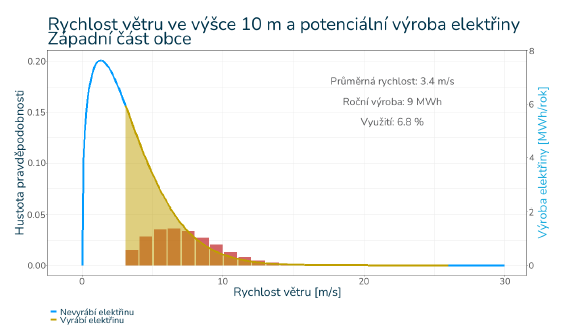 Rychlost větru ve výšce 10 m a potenciální výroba elektřiny
Západní část obce
Průměrná rychlost: 3.4 m/s
Roční výroba: 9 MWh
Využití: 6.8 %
Hustota pravděpodobnosti
0.20
0.15
0.10
0.05
0.00
Výroba elektřiny [MWh/rok]
8
6
4
2
0
0
10
20
30
Rychlost větru [m/s]
Nevyrábí elektřinu
Vyrábí elektřinu